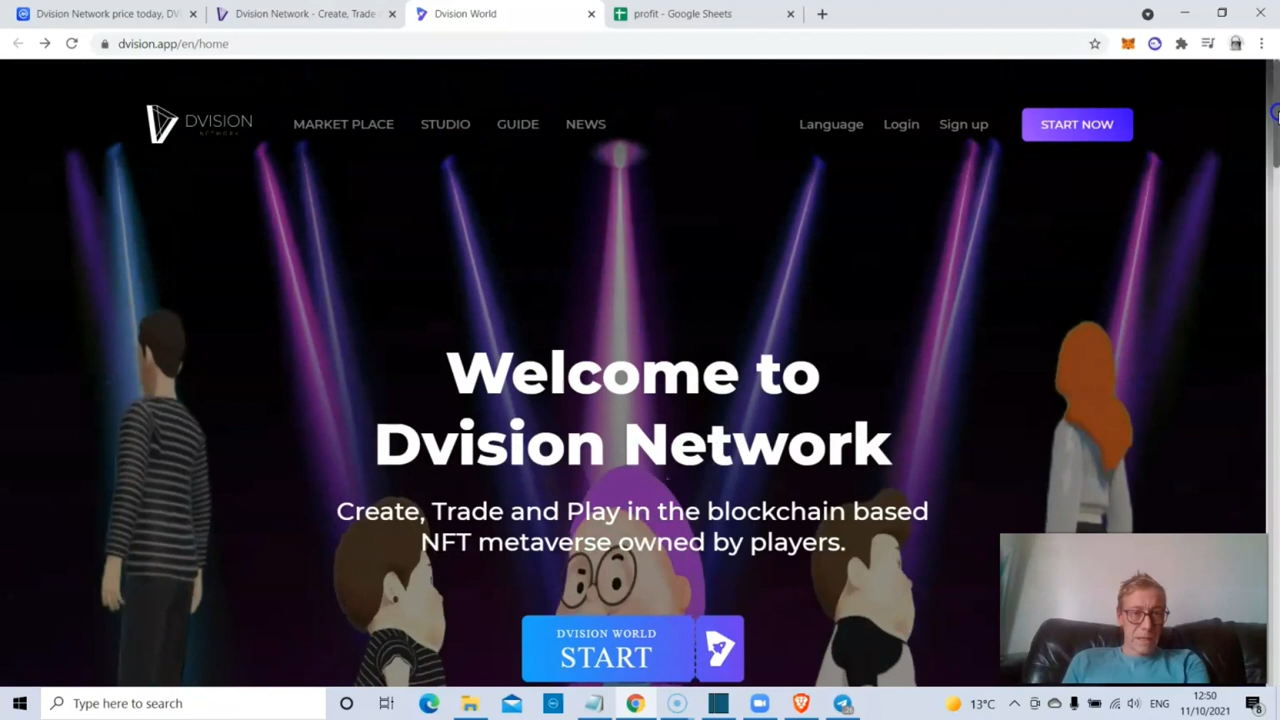 Dvision Network price today, DV
Dvision Network - Create, Trade
Dvision World
profit - Google Sheets
dvision.app/en/home
DVISION
NETWORK
MARKET PLACE
STUDIO
GUIDE
NEWS
Language
Login
Sign up
START NOW
Welcome to
Dvision Network
Create, Trade and Play in the blockchain based
NFT metaverse owned by players.
DVISION WORLD
START
Type here to search
13°C
ENG
12:50
11/10/2021